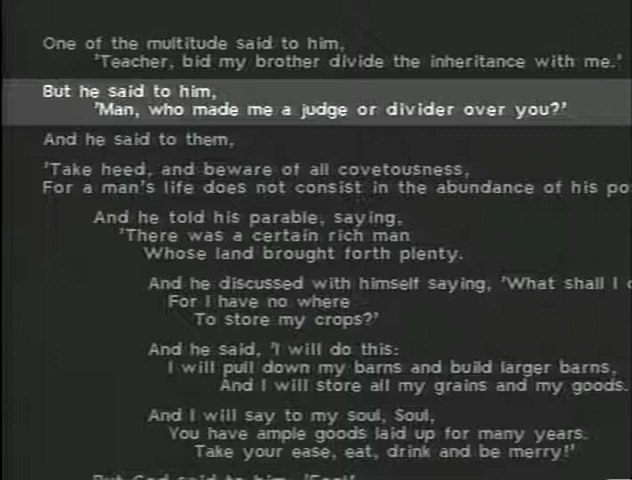 One of the multitude said to him,
'Teacher, bid my brother divide the inheritance with me.'
But he said to him,
'Man, who made me a judge or divider over you?'
And he said to them,
'Take heed, and beware of all covetousness,
For a man's life does not consist in the abundance of his po
And he told his parable, saying,
'There was a certain rich man
Whose land brought forth plenty.
And he discussed with himself saying, 'What shall I
For I have no where
To store my crops?'
And he said, 'I will do this:
I will pull down my barns and build larger barns,
And I will store all my grains and my goods.
And I will say to my soul, Soul,
You have ample goods laid up for many years.
Take your ease, eat, drink and be merry!'
But God said to him, 'Fool!'